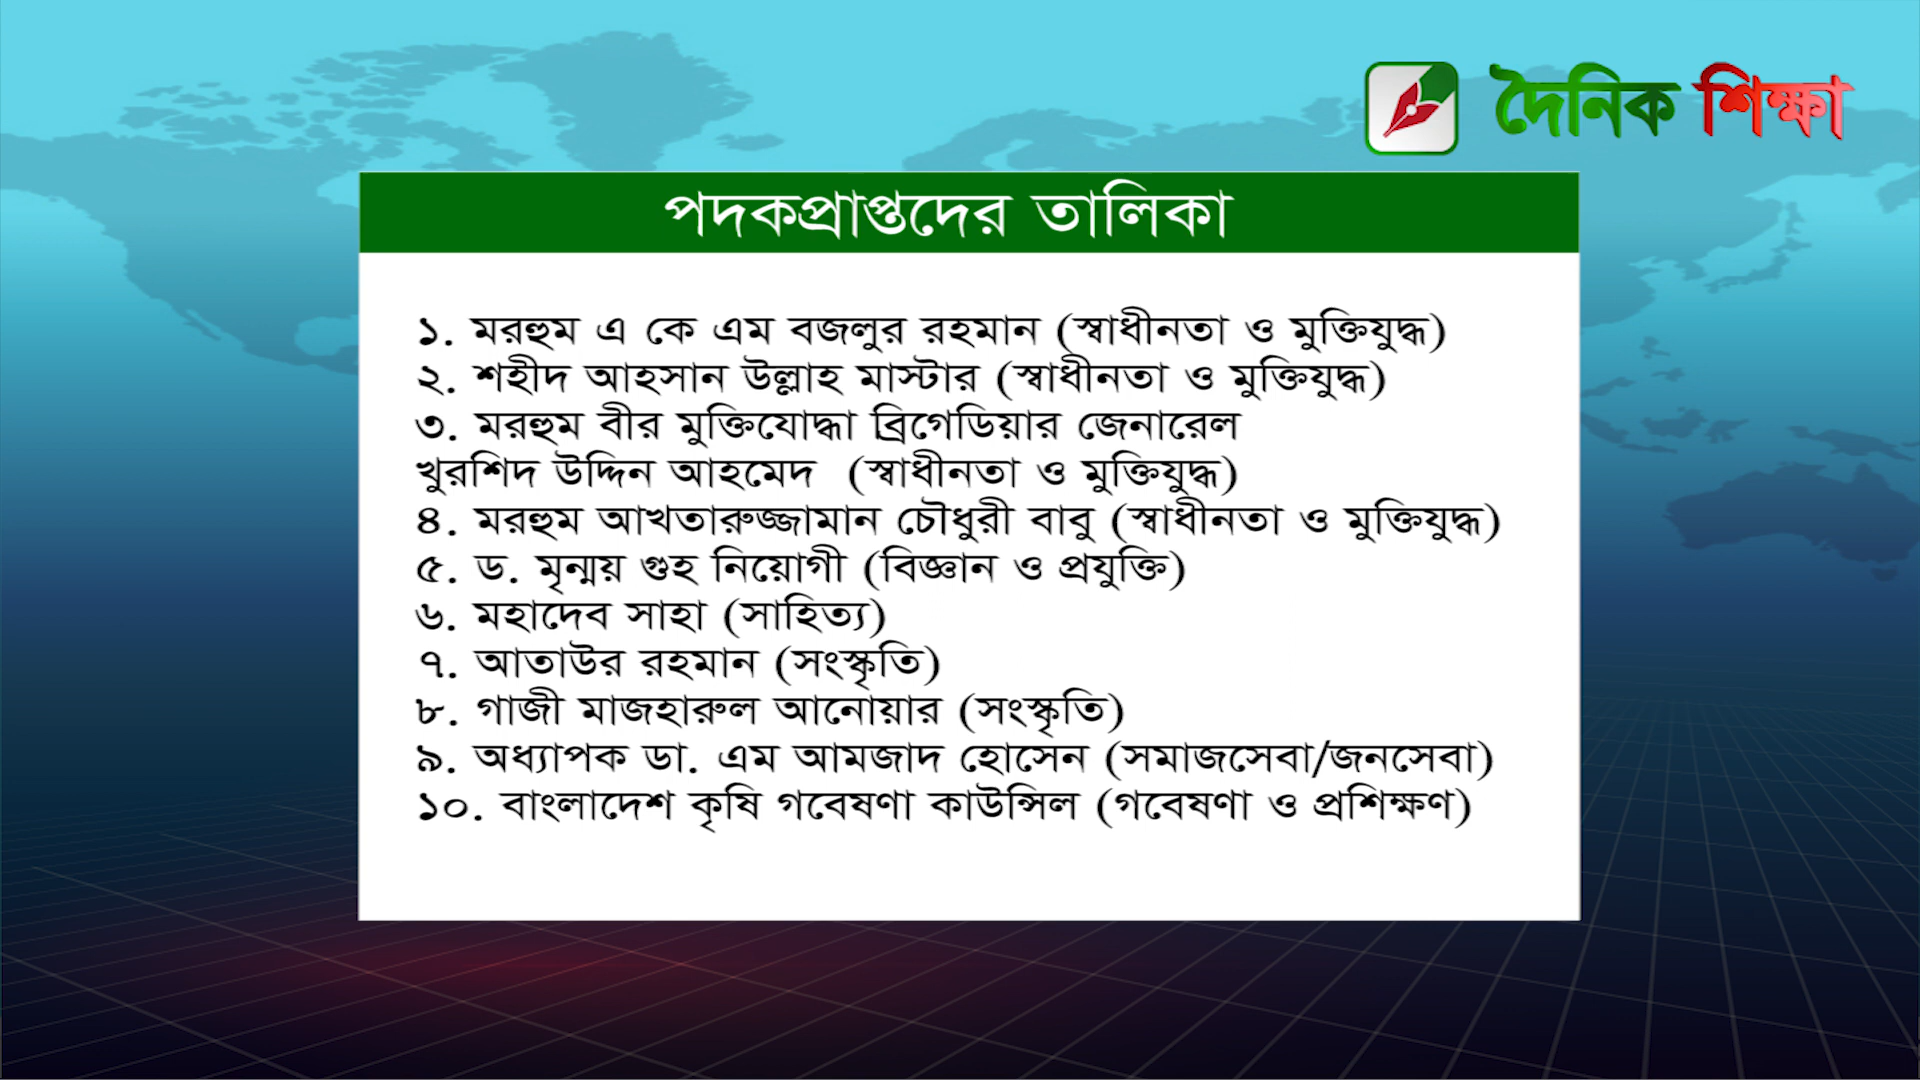 দৈনিক শিক্ষা
পদকপ্রাপ্তদের তালিকা
১. মরহুম এ কে এম বজলুর রহমান (স্বাধীনতা ও মুক্তিযুদ্ধ)
২. শহীদ আহসান উল্লাহ মাস্টার (স্বাধীনতা ও মুক্তিযুদ্ধ)
৩. মরহুম বীর মুক্তিযোদ্ধা ব্রিগেডিয়ার জেনারেল
খুরশিদ উদ্দিন আহমেদ (স্বাধীনতা ও মুক্তিযুদ্ধ)
৪. মরহুম আখতারুজ্জামান চৌধুরী বাবু (স্বাধীনতা ও মুক্তিযুদ্ধ)
৫. ড. মৃন্ময় গুহ নিয়োগী (বিজ্ঞান ও প্রযুক্তি)
৬. মহাদেব সাহা (সাহিত্য)
৭. আতাউর রহমান (সংস্কৃতি)
৮. গাজী মাজহারুল আনোয়ার (সংস্কৃতি)
৯. অধ্যাপক ডা. এম আমজাদ হোসেন (সমাজসেবা/জনসেবা)
১০. বাংলাদেশ কৃষি গবেষণা কাউন্সিল (গবেষণা ও প্রশিক্ষণ)